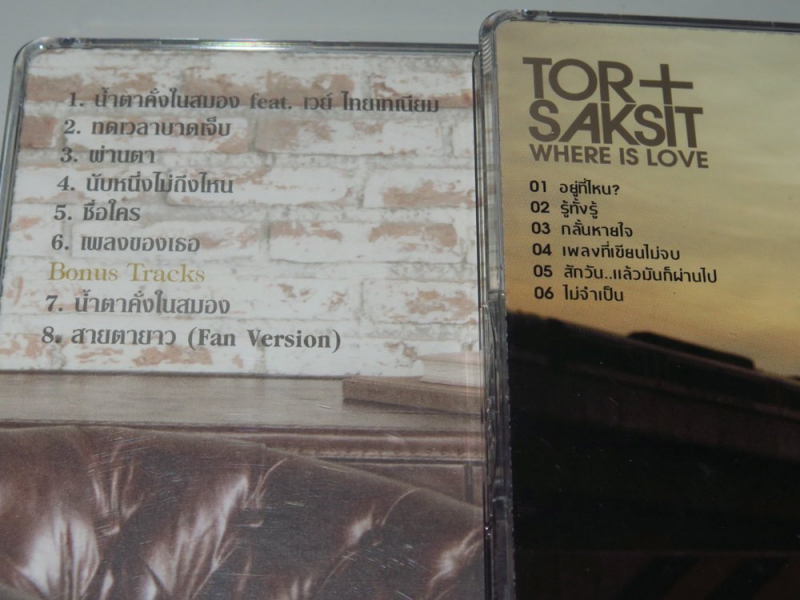 1. น้ำตาคั่งในสมอง feat. เวย์ ไทยเทเนียม
2. ทดเวลาบาดเจ็บ
3. ผ่านตา
4. นับหนึ่งไม่ถึงไหน
5. ชื่อใคร
6. เพลงของเธอ
Bonus Tracks
7. น้ำตาคั่งในสมอง
8. สายตายาว (Fan Version)
TOR+
SAKSIT
WHERE IS LOVE
01 อยู่ที่ไหน?
02 รู้ทั้งรู้
03 กลั้นหายใจ
04 เพลงที่เขียนไม่จบ
05 สักวัน..แล้วมันก็ผ่านไป
06 ไม่จำเป็น